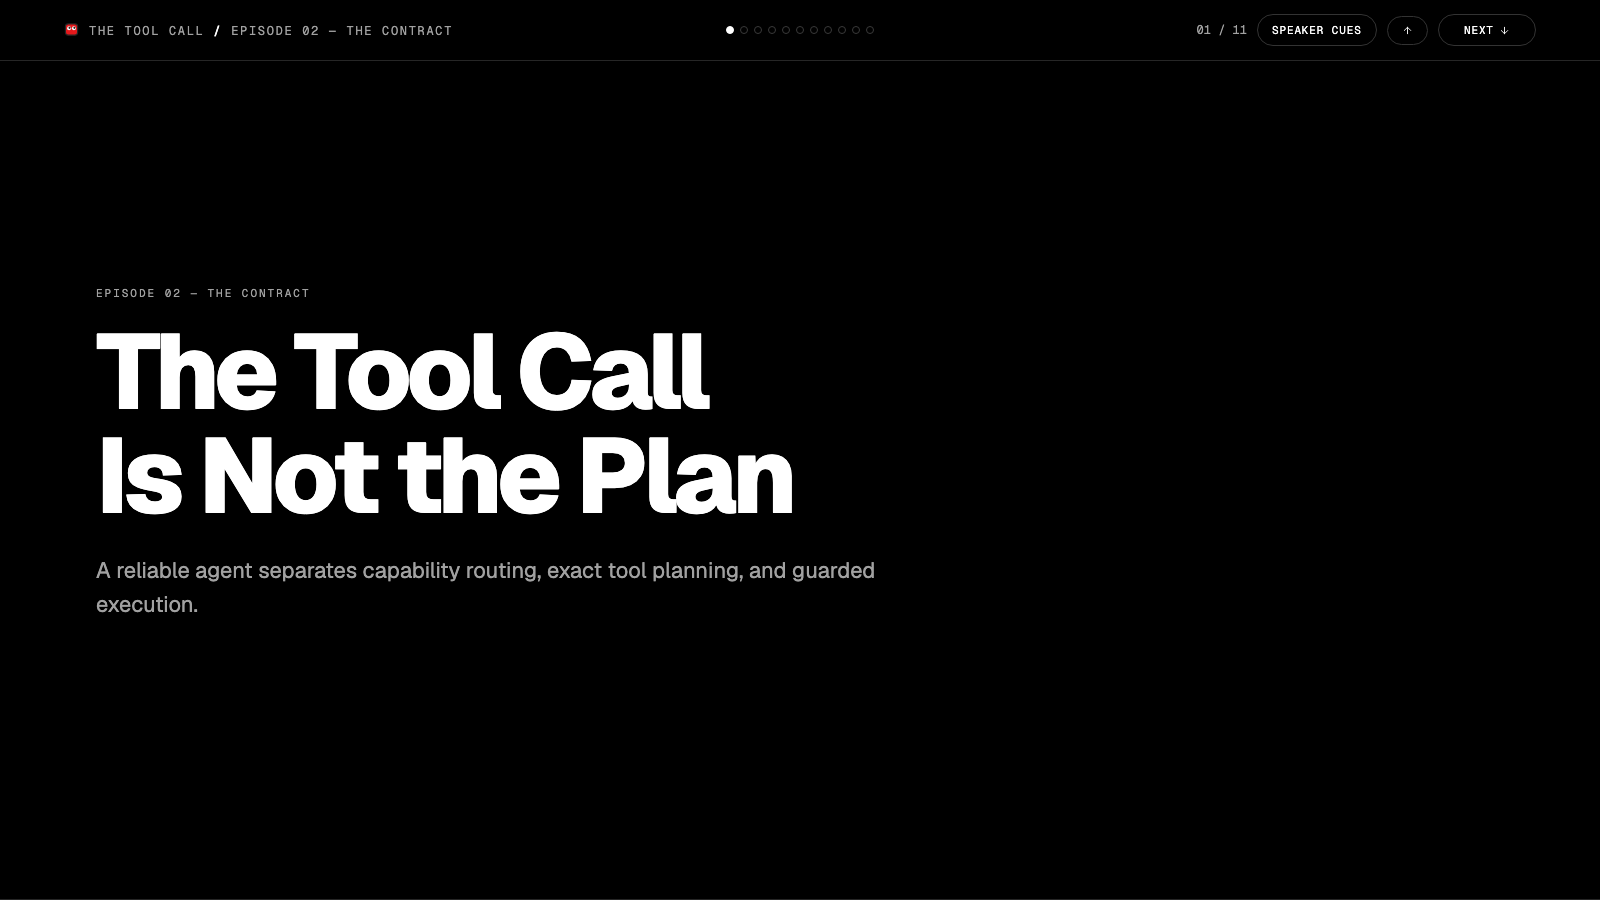 THE TOOL CALL / EPISODE 02 — THE CONTRACT
01 / 11
SPEAKER CUES
↑
NEXT ↓
EPISODE 02 — THE CONTRACT
The Tool Call
Is Not the Plan
A reliable agent separates capability routing, exact tool planning, and guarded
execution.